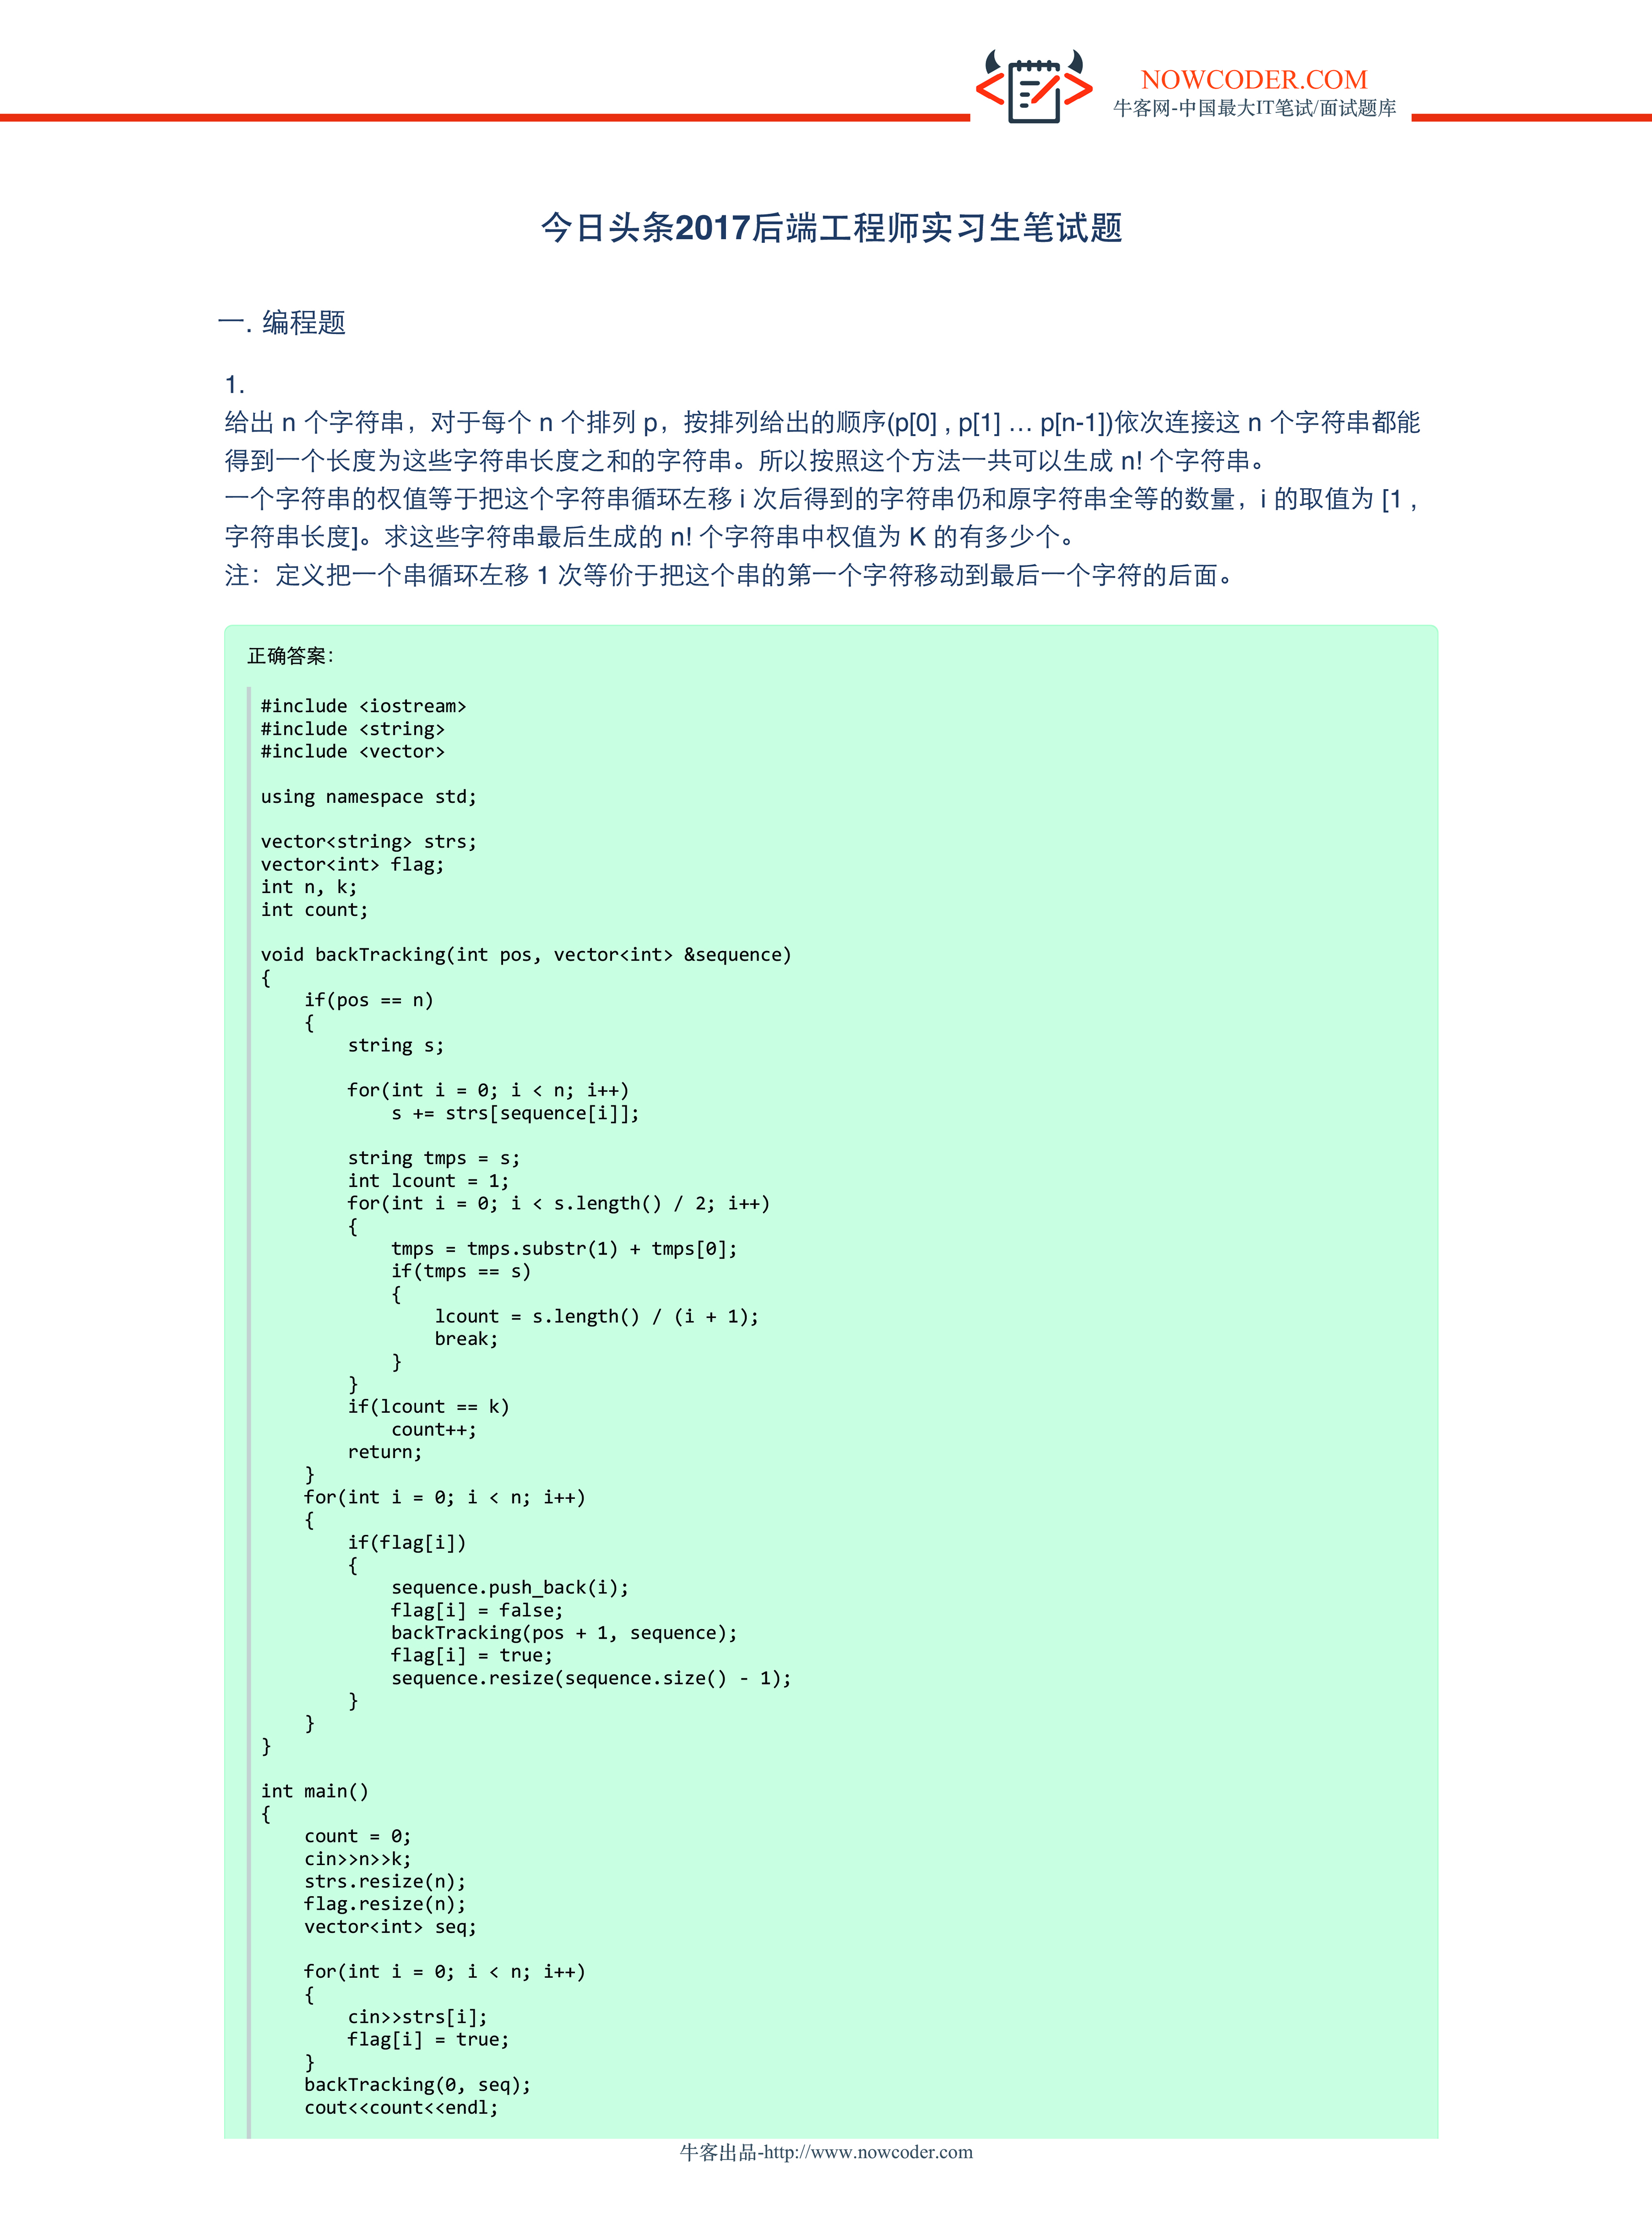 NOWCODER.COM
牛客网-中国最大IT笔试/面试题库
今日头条2017后端工程师实习生笔试题
一. 编程题
1.
给出 n 个字符串，对于每个 n 个排列 p，按排列给出的顺序(p[0] , p[1] … p[n-1])依次连接这 n 个字符串都能
得到一个长度为这些字符串长度之和的字符串。所以按照这个方法一共可以生成 n! 个字符串。
一个字符串的权值等于把这个字符串循环左移 i 次后得到的字符串仍和原字符串全等的数量，i 的取值为 [1 ,
字符串长度]。求这些字符串最后生成的 n! 个字符串中权值为 K 的有多少个。
注：定义把一个串循环左移 1 次等价于把这个串的第一个字符移动到最后一个字符的后面。
正确答案：
#include <iostream>
#include <string>
#include <vector>
using namespace std;
vector<string> strs;
vector<int> flag;
int n, k;
int count;
void backTracking(int pos, vector<int> &sequence)
{
    if(pos == n)
    {
        string s;
        for(int i = 0; i < n; i++)
            s += strs[sequence[i]];
        string tmps = s;
        int lcount = 1;
        for(int i = 0; i < s.length() / 2; i++)
        {
            tmps = tmps.substr(1) + tmps[0];
            if(tmps == s)
            {
                lcount = s.length() / (i + 1);
                break;
            }
        }
        if(lcount == k)
            count++;
        return;
    }
    for(int i = 0; i < n; i++)
    {
        if(flag[i])
        {
            sequence.push_back(i);
            flag[i] = false;
            backTracking(pos + 1, sequence);
            flag[i] = true;
            sequence.resize(sequence.size() - 1);
        }
    }
}
int main()
{
    count = 0;
    cin>>n>>k;
    strs.resize(n);
    flag.resize(n);
    vector<int> seq;
    for(int i = 0; i < n; i++)
    {
        cin>>strs[i];
        flag[i] = true;
    }
    backTracking(0, seq);
    cout<<count<<endl;
牛客出品-http://www.nowcoder.com